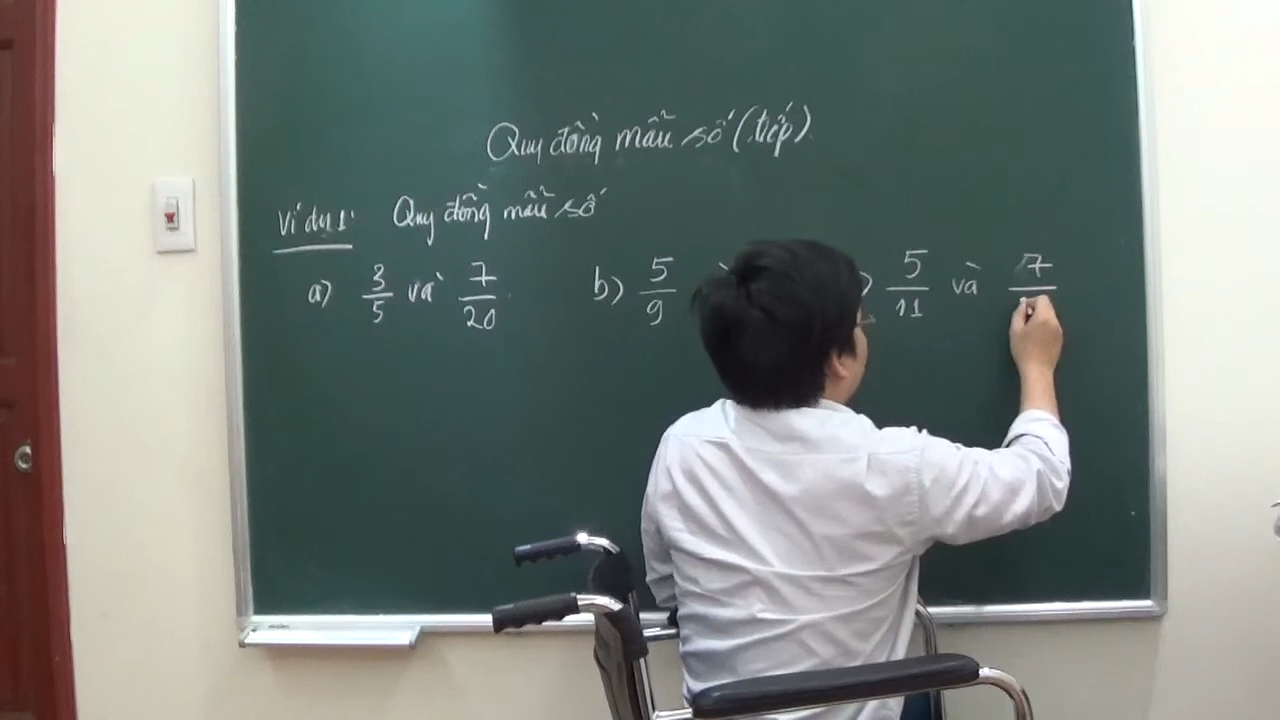 Quy đồng mẫu số (tiếp)
Ví dụ 1: Quy đồng mẫu số
a) 3/5 và 7/20 b) 5/9 ) 5/11 và 7/